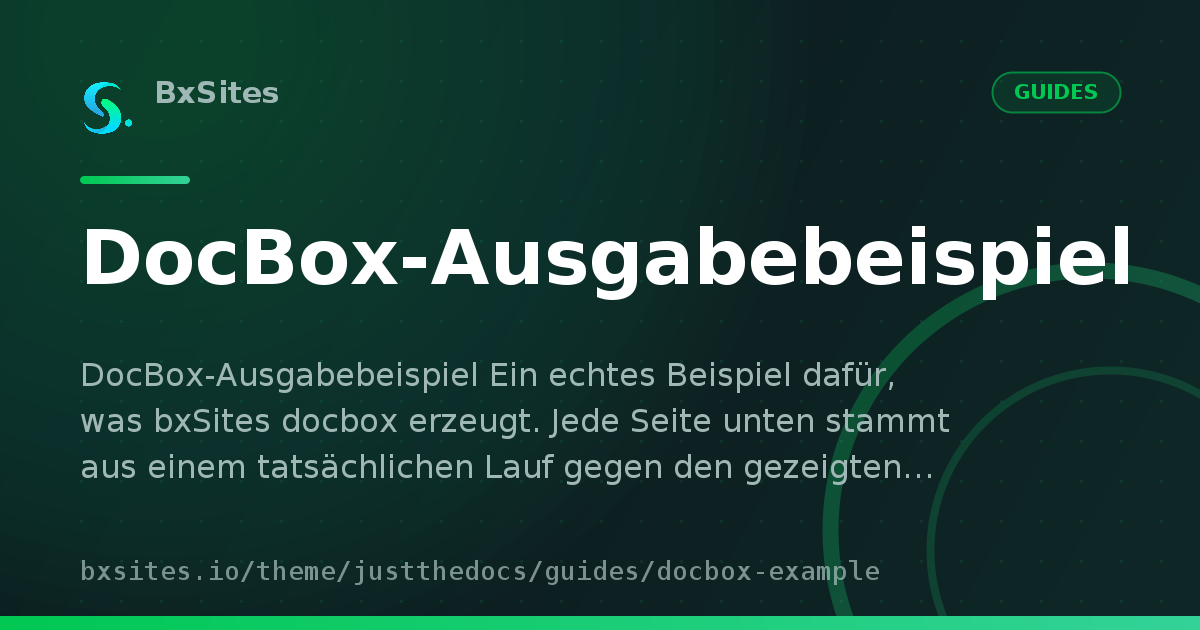 BxSites
GUIDES
DocBox-Ausgabebeispiel
DocBox-Ausgabebeispiel Ein echtes Beispiel dafür,
was bxSites docbox erzeugt. Jede Seite unten stammt
aus einem tatsächlichen Lauf gegen den gezeigten...
bxsites.io/theme/justthedocs/guides/docbox-example